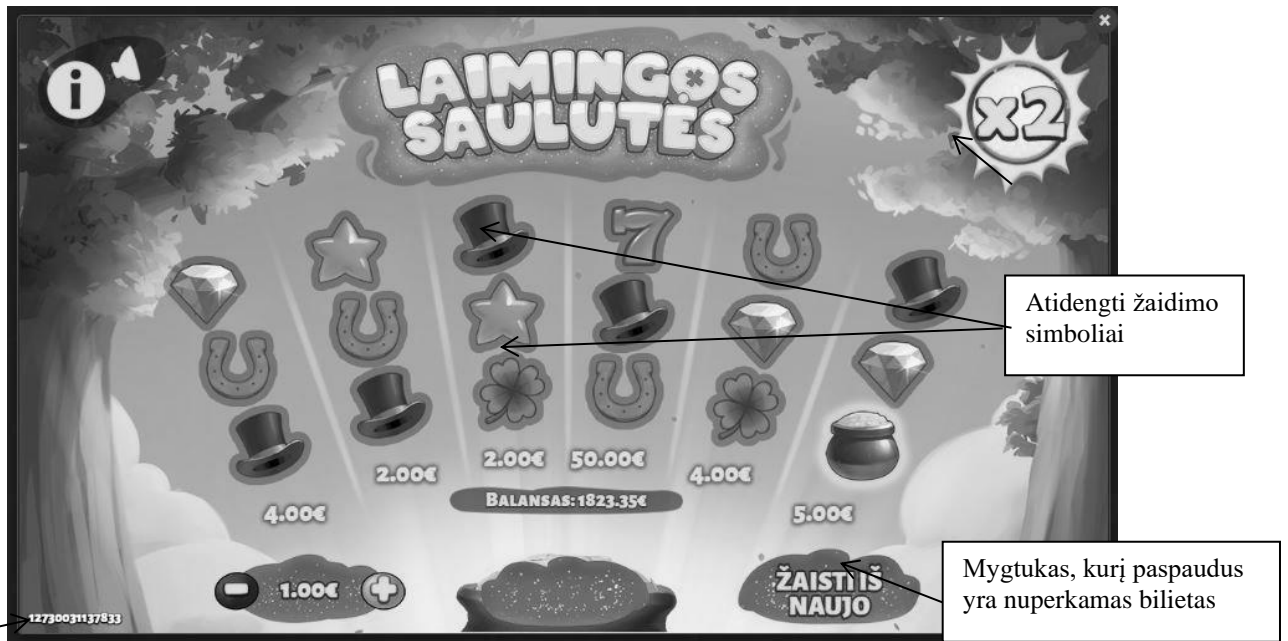 i
LAIMINGOS
SAULUTĖS
x2
7
Atidengti žaidimo
simboliai
4.00€
2.00€
2.00€
50.00€
4.00€
5.00€
BALANSAS: 1823.35€
1.00€
ŽAISTI IŠ
NAUJO
Mygtukas, kurį paspaudus
yra nuperkamas bilietas
12730031137833